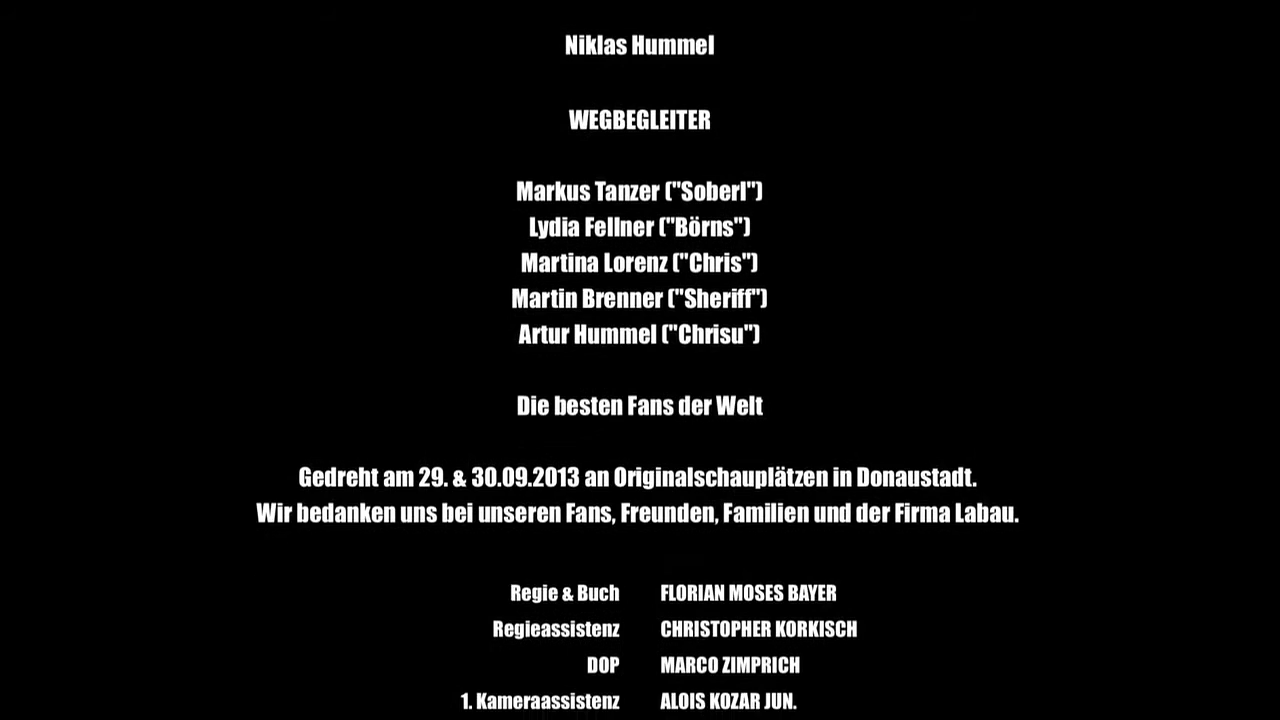 Niklas Hummel
WEGBEGLEITER
Markus Tanzer ("Soberl")
Lydia Fellner ("Börns")
Martina Lorenz ("Chris")
Martin Brenner ("Sheriff")
Artur Hummel ("Chrisu")
Die besten Fans der Welt
Gedreht am 29. & 30.09.2013 an Originalschauplätzen in Donaustadt.
Wir bedanken uns bei unseren Fans, Freunden, Familien und der Firma Labau.
Regie & Buch FLORIAN MOSES BAYER
Regieassistenz CHRISTOPHER KORKISCH
DOP MARCO ZIMPRICH
1. Kameraassistenz ALOIS KOZAR JUN.